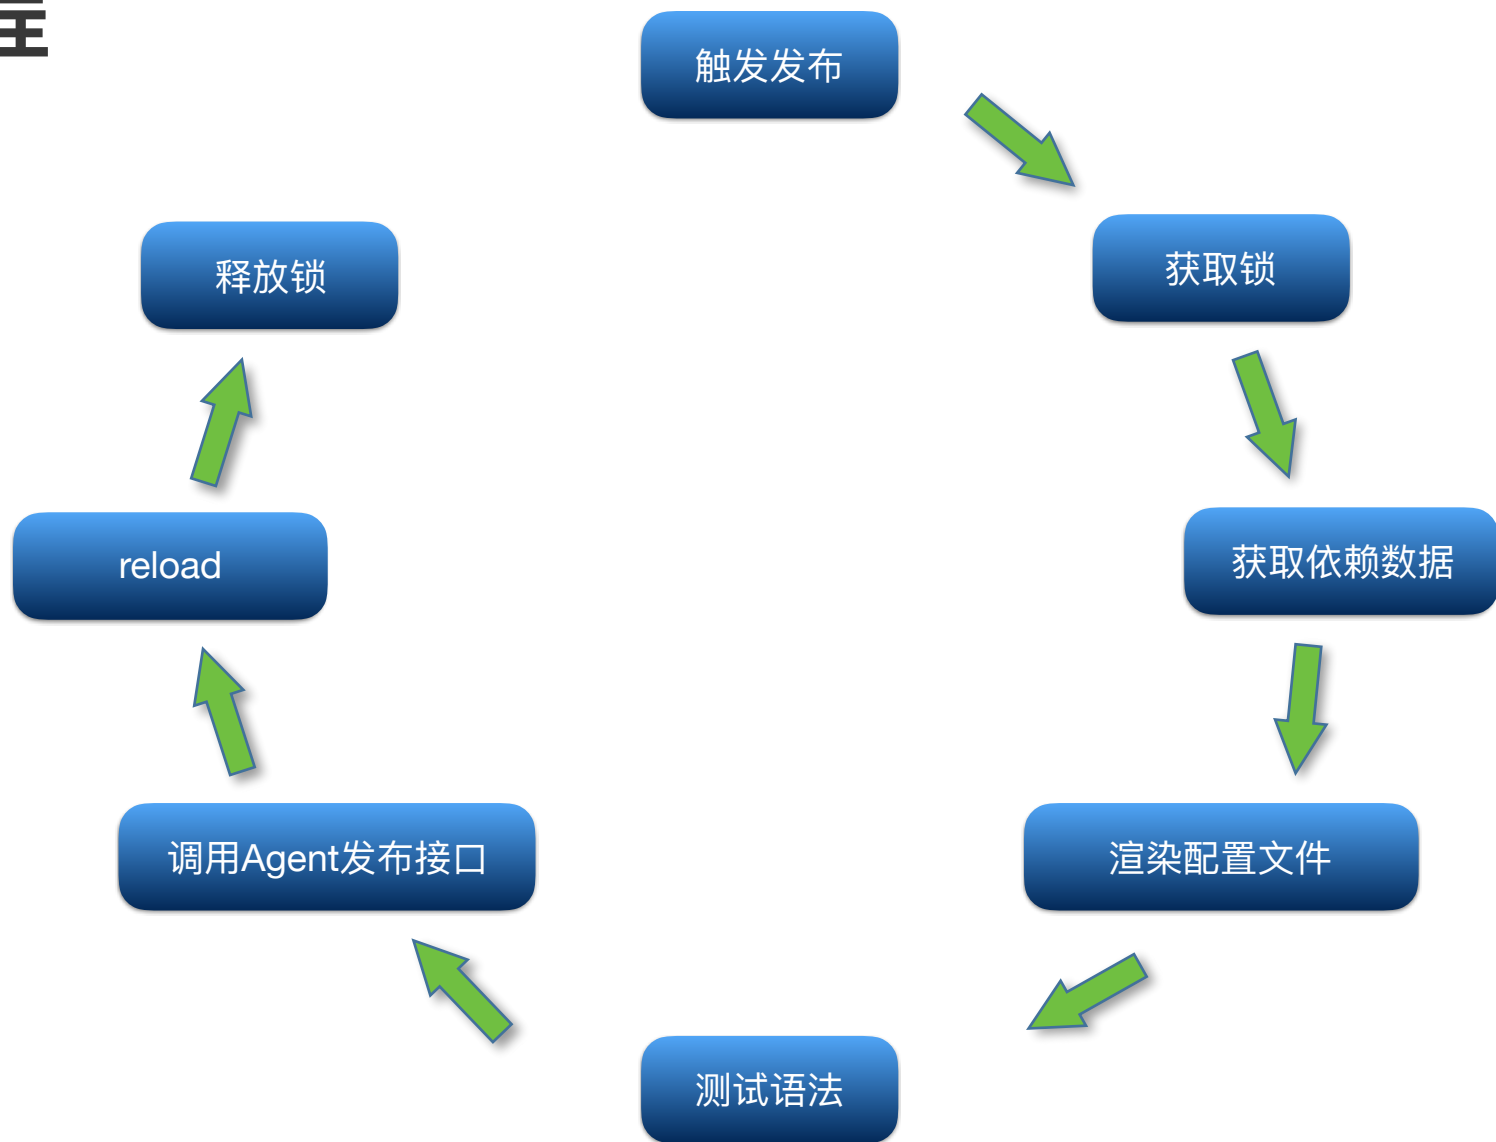 触发发布
获取锁
获取依赖数据
渲染配置文件
测试语法
调用Agent发布接口
reload
释放锁